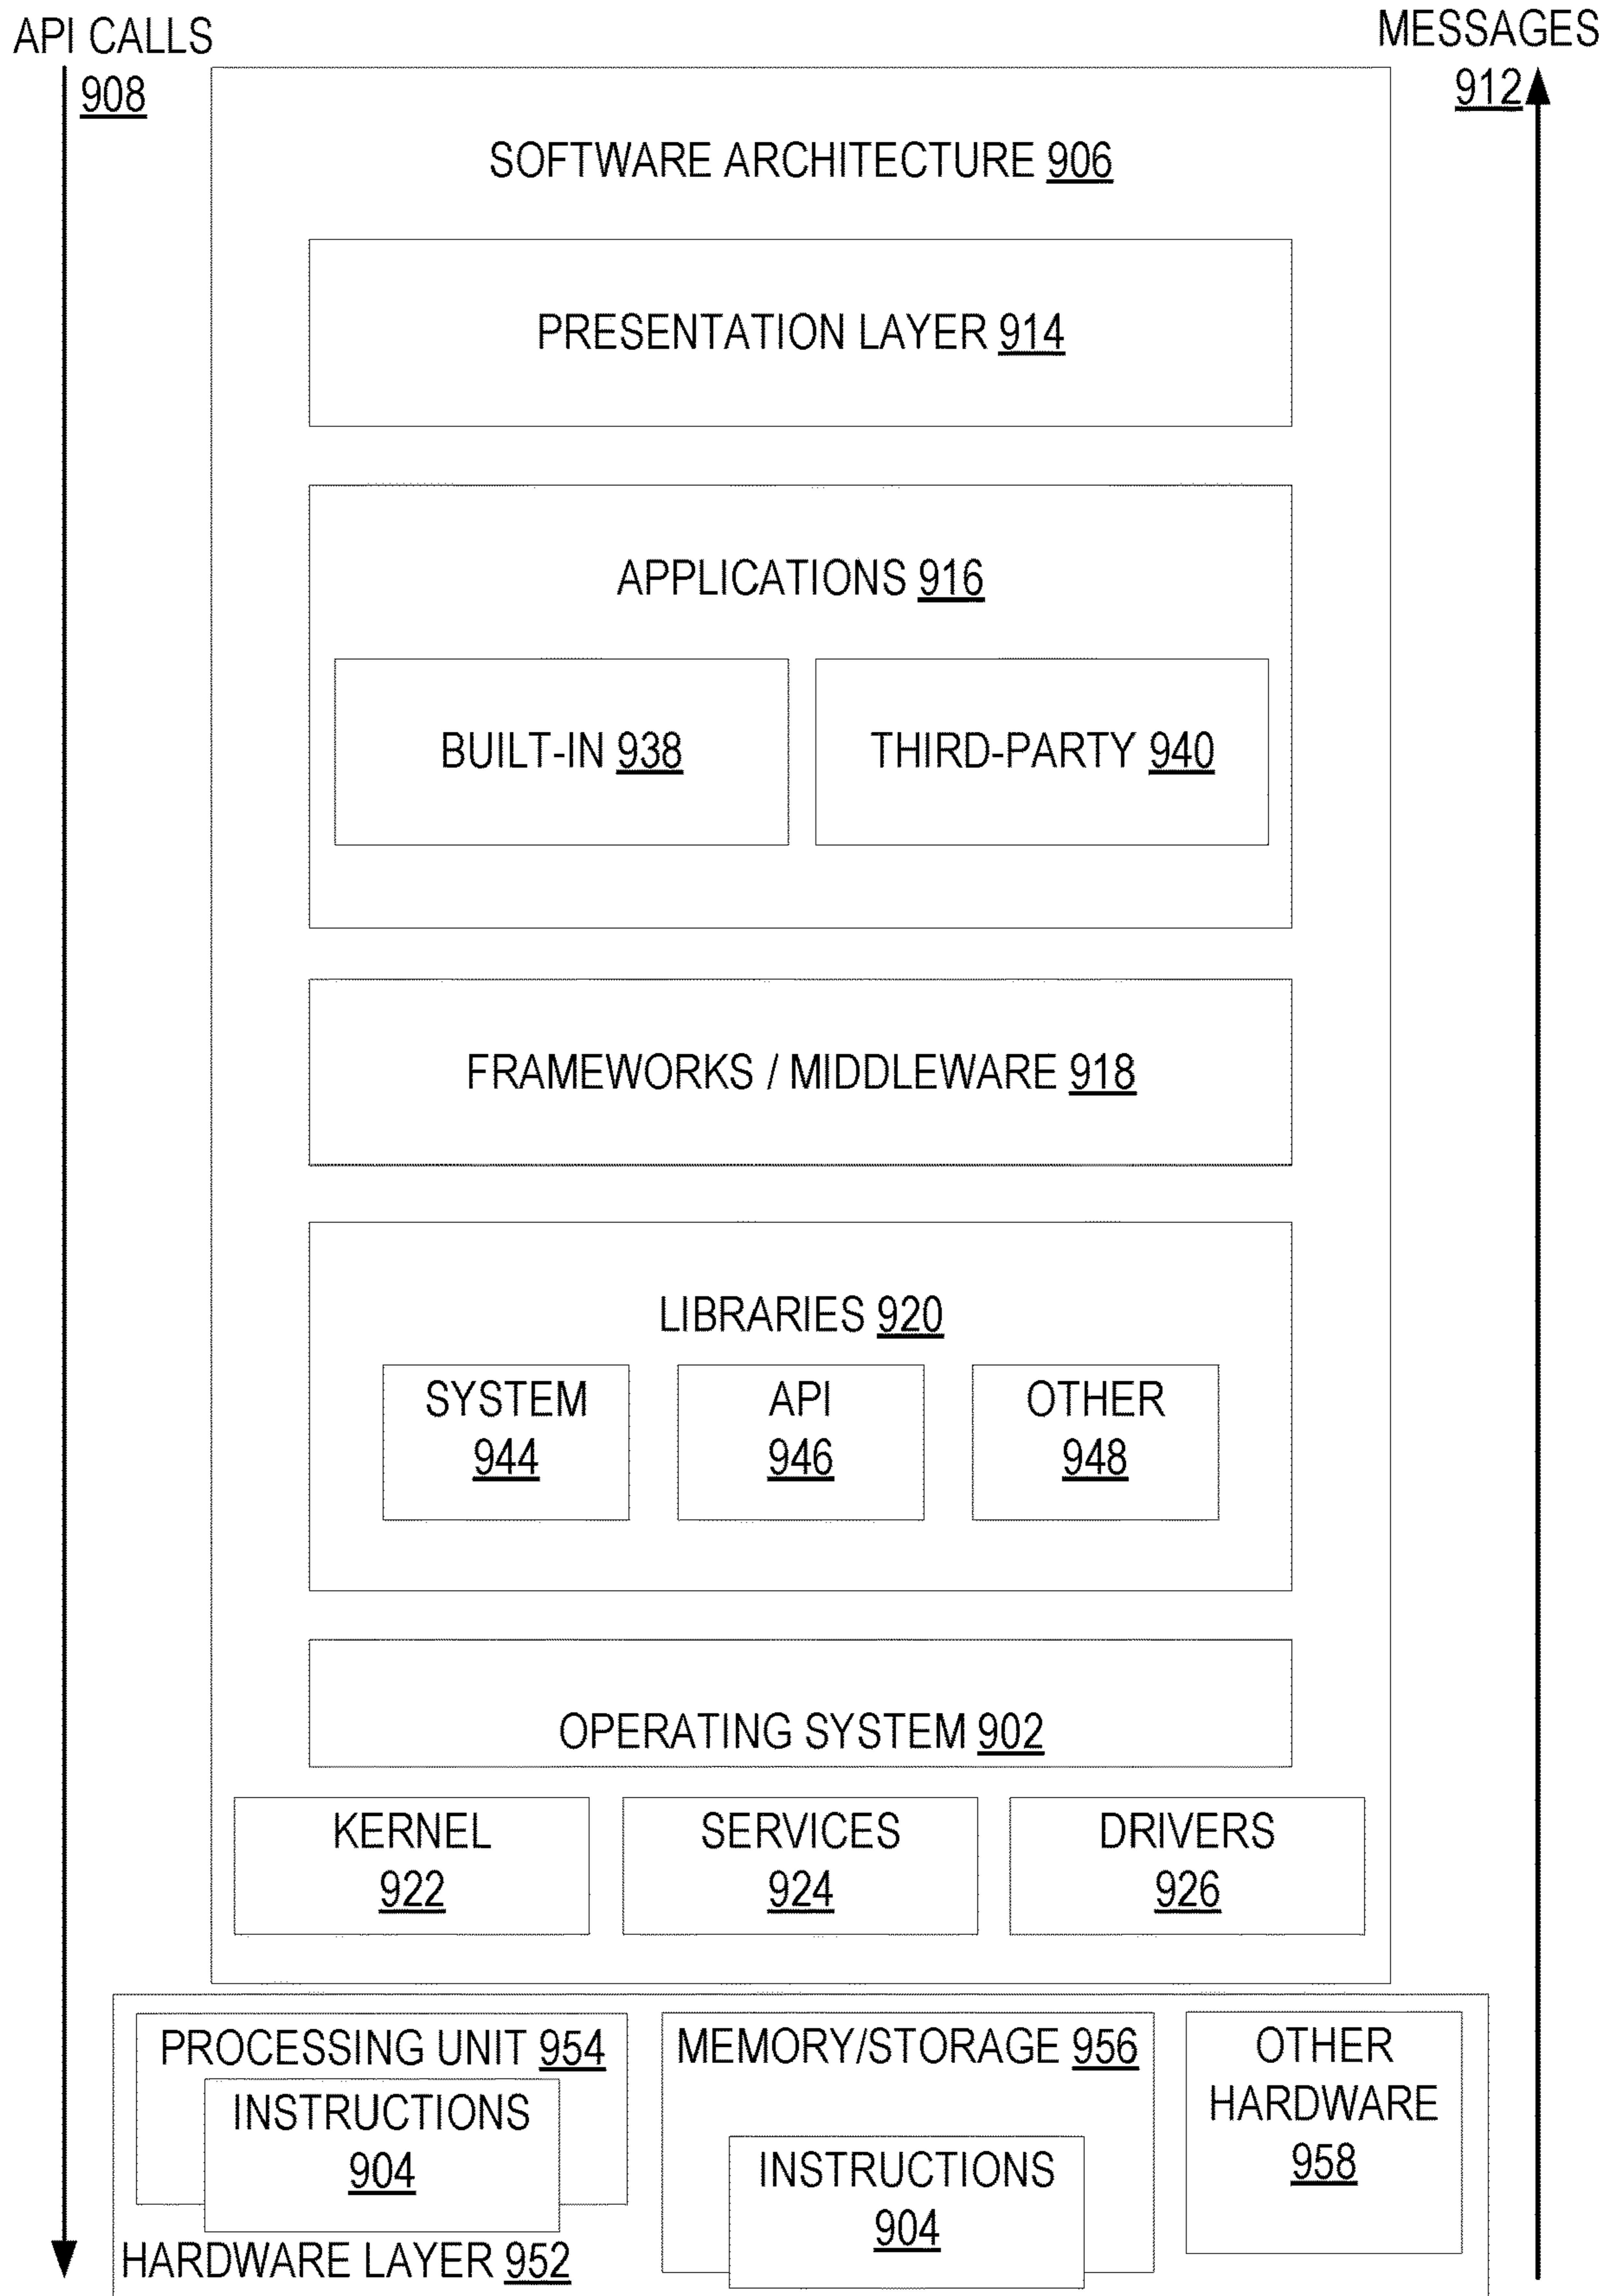 API CALLS
908
MESSAGES
912
SOFTWARE ARCHITECTURE 906
PRESENTATION LAYER 914
APPLICATIONS 916
BUILT-IN 938
THIRD-PARTY 940
FRAMEWORKS / MIDDLEWARE 918
LIBRARIES 920
SYSTEM
944
API
946
OTHER
948
OPERATING SYSTEM 902
KERNEL
922
SERVICES
924
DRIVERS
926
PROCESSING UNIT 954
INSTRUCTIONS
904
MEMORY/STORAGE 956
INSTRUCTIONS
904
OTHER
HARDWARE
958
HARDWARE LAYER 952